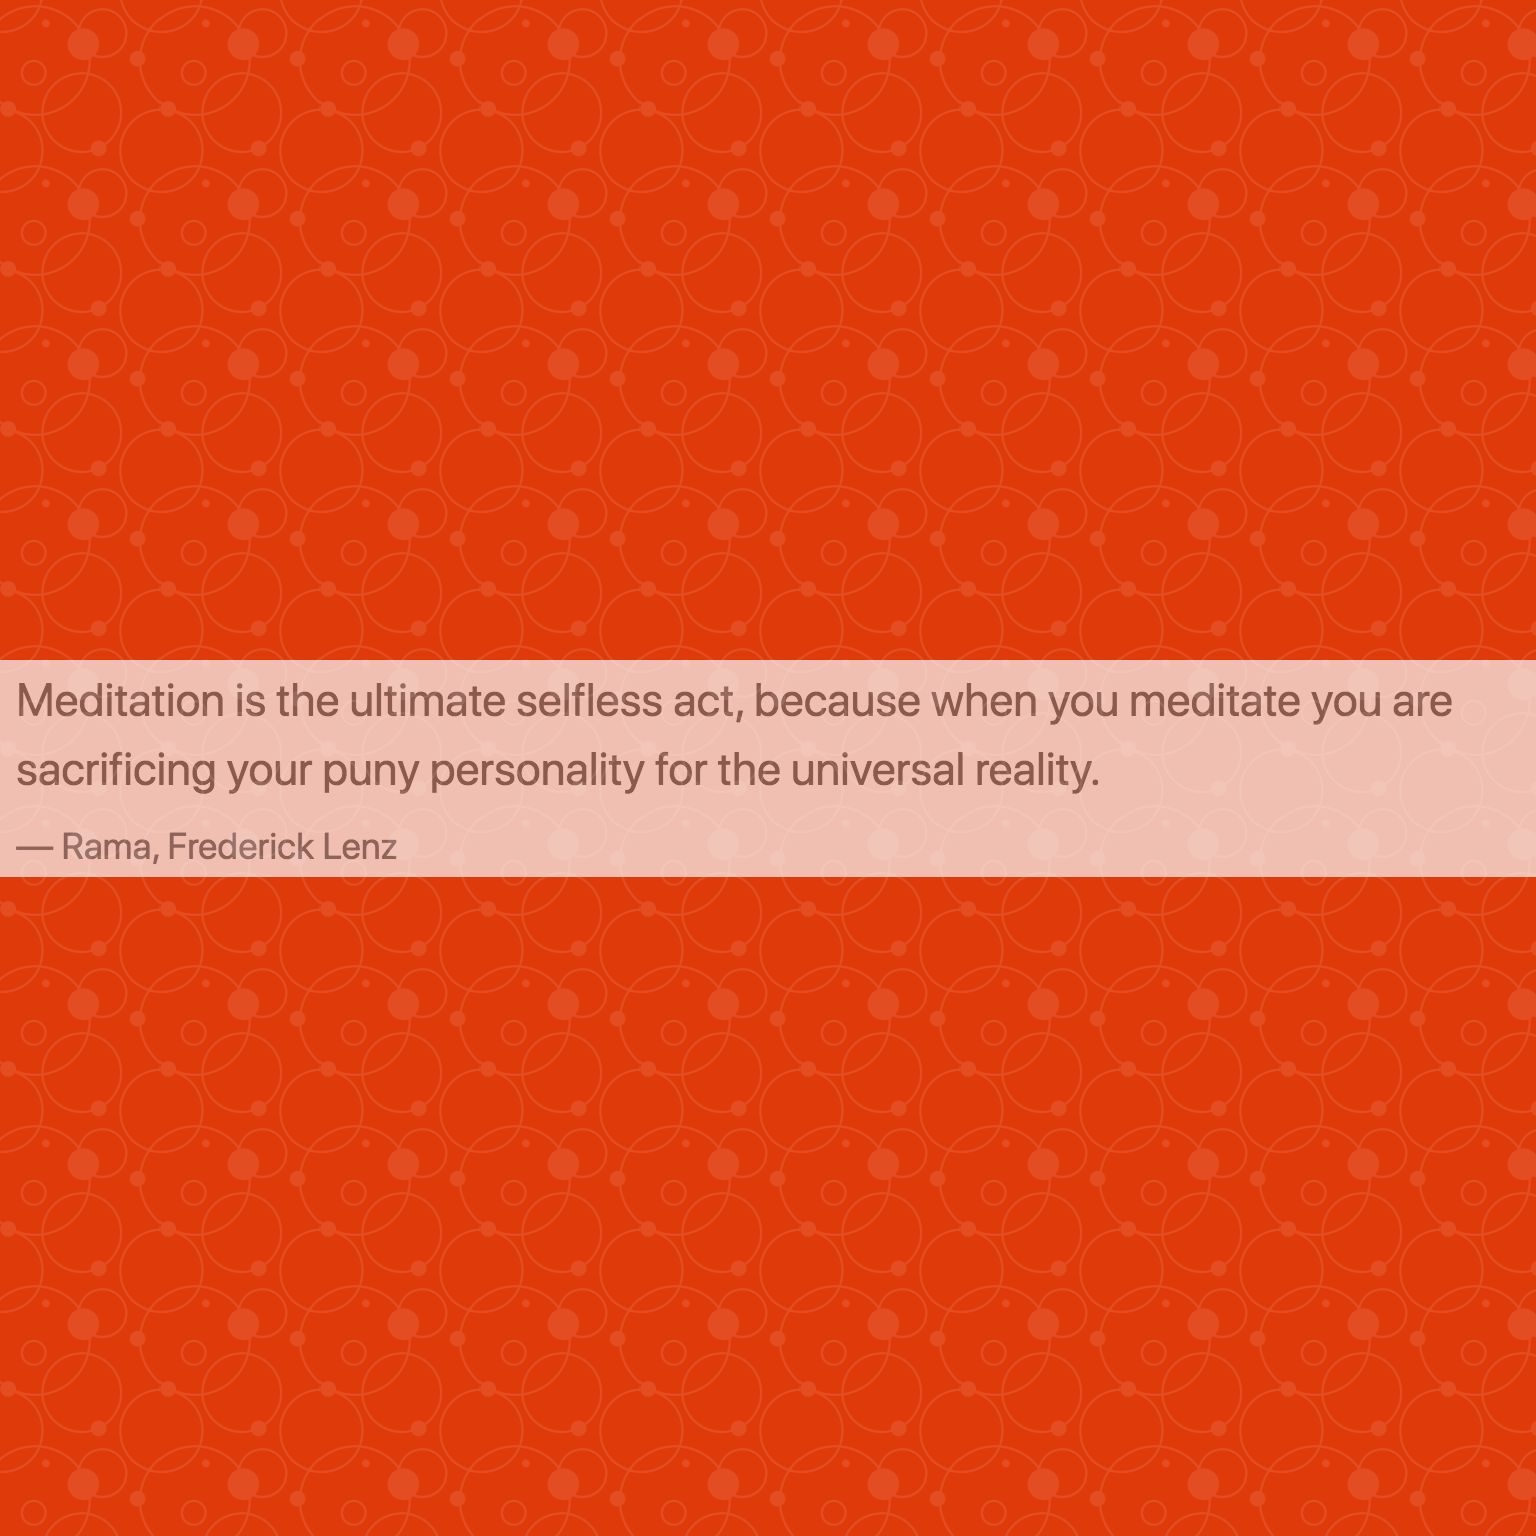 Meditation is the ultimate selfless act, because when you meditate you are
sacrificing your puny personality for the universal reality.
— Rama, Frederick Lenz